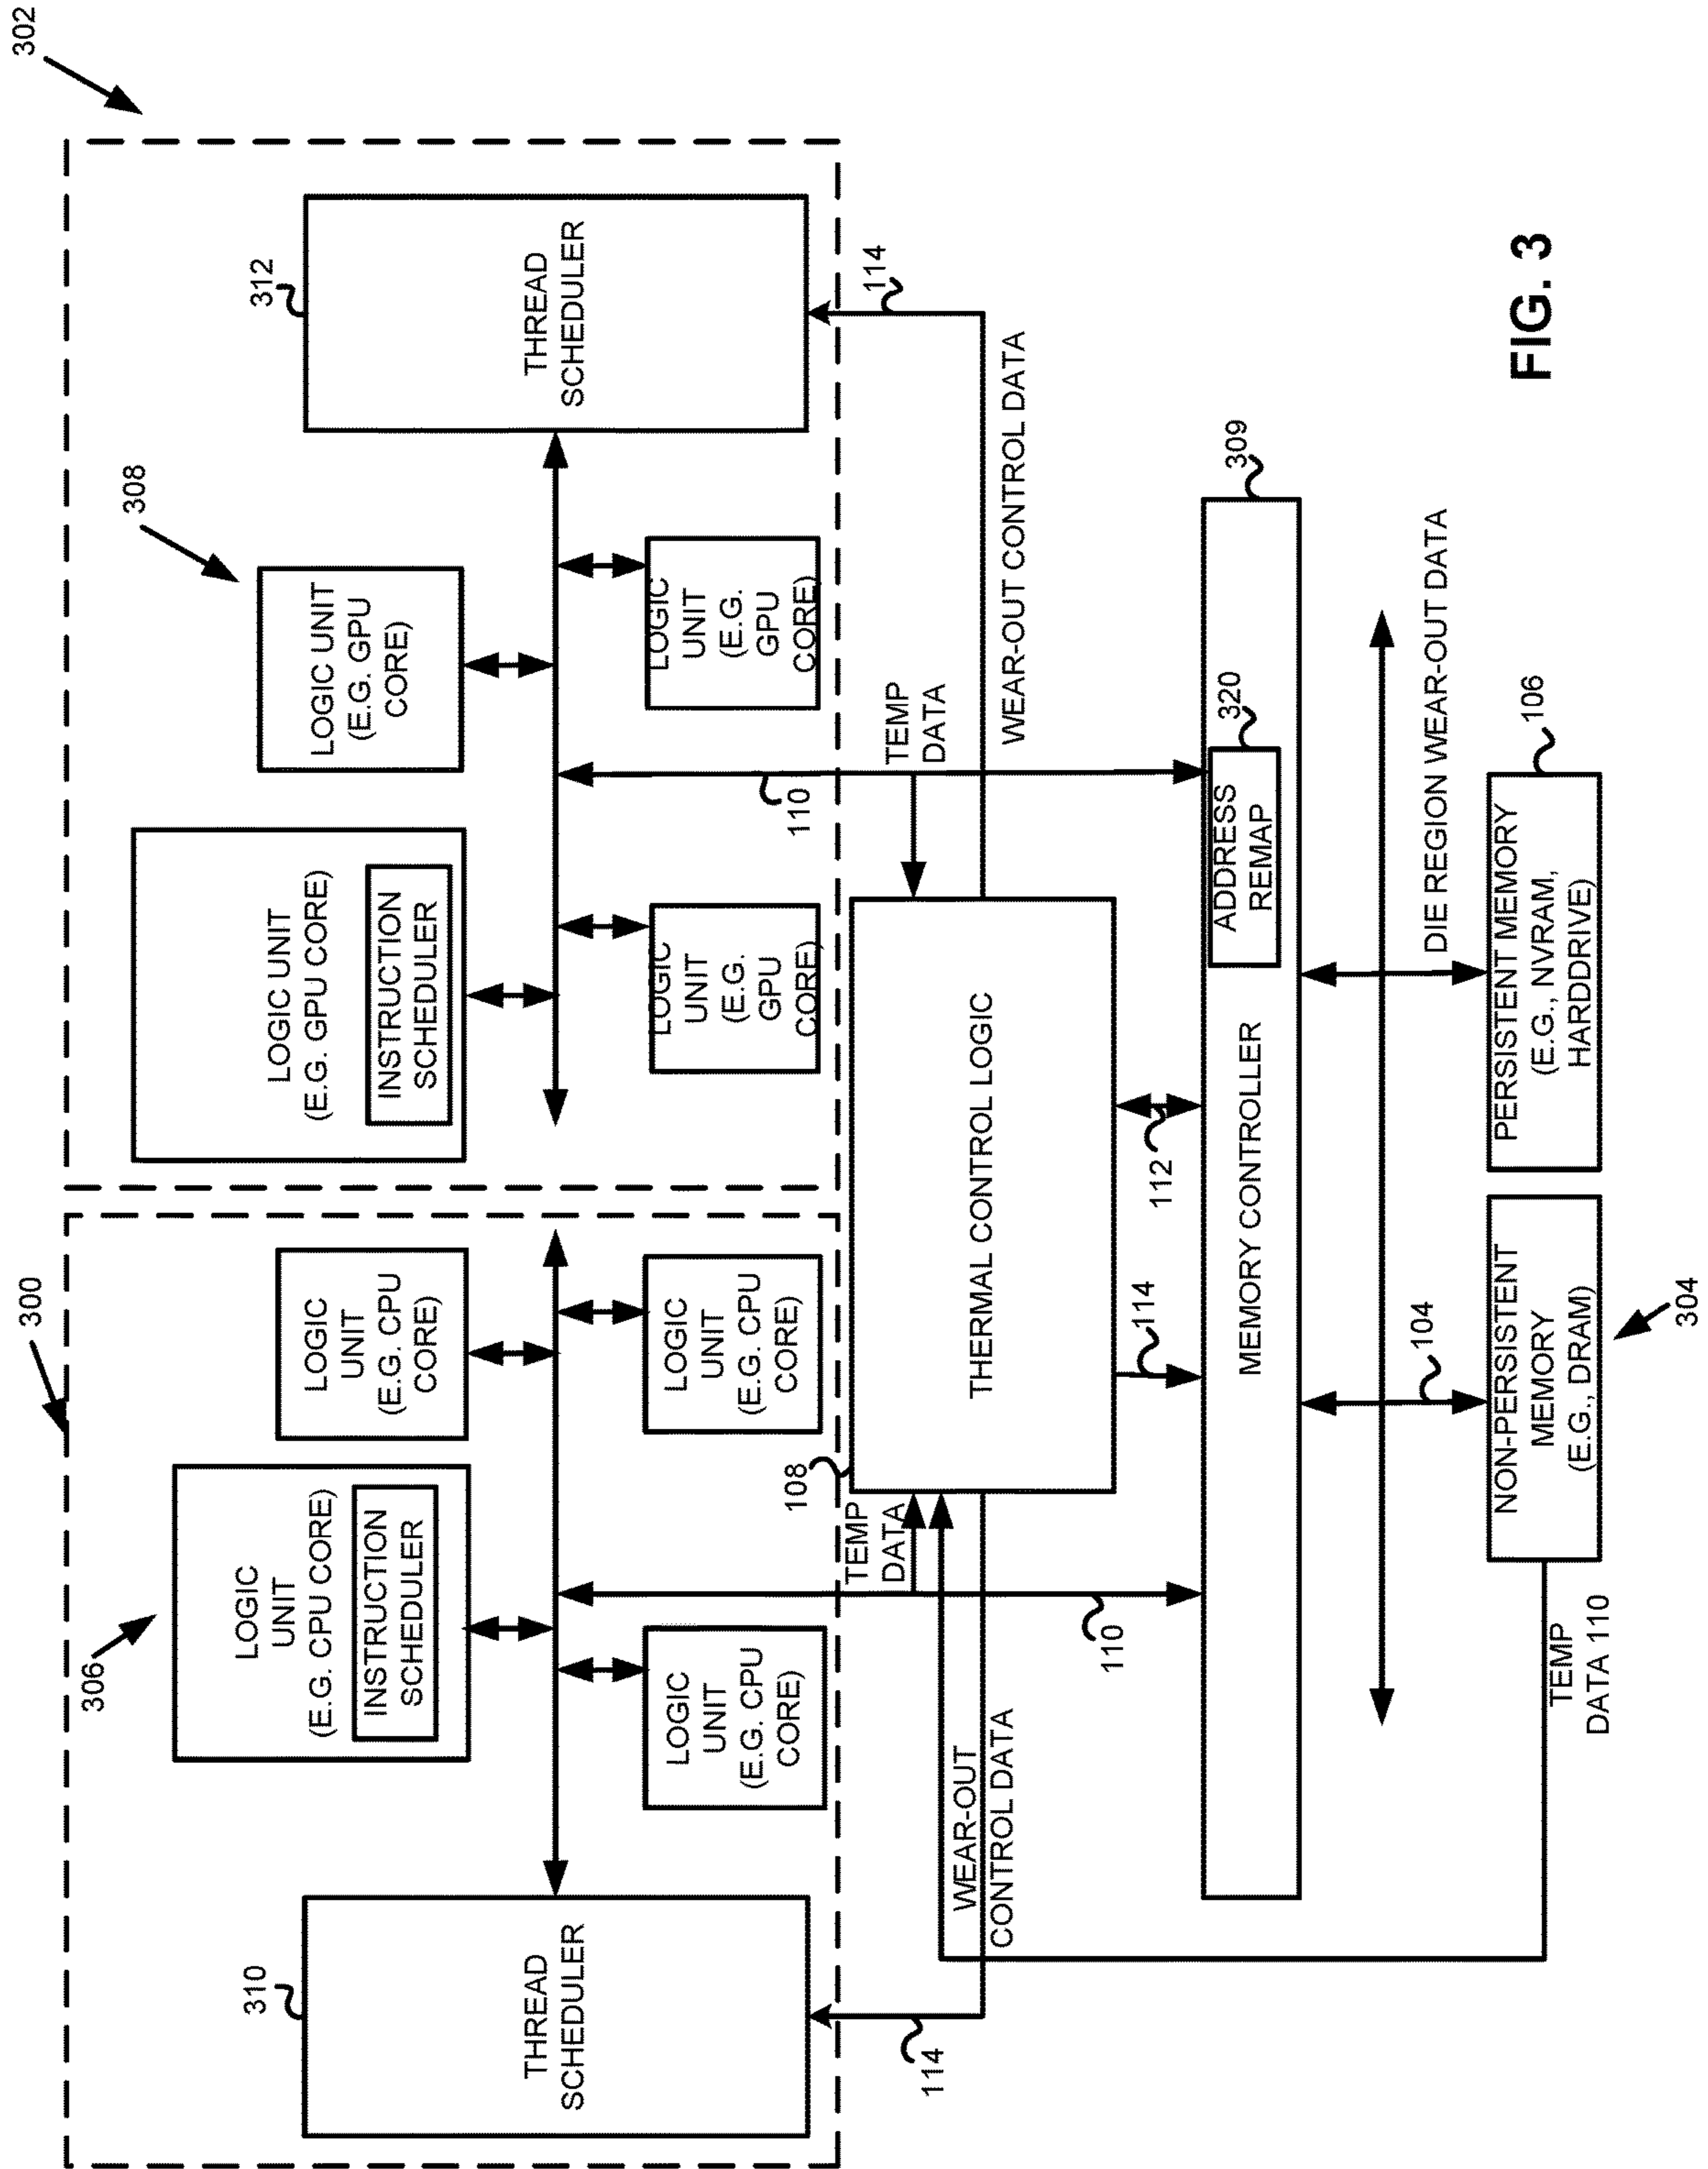 300
302
306
LOGIC
UNIT
(E.G. CPU CORE)
INSTRUCTION
SCHEDULER
LOGIC
UNIT
(E.G. CPU
CORE)
LOGIC UNIT
(E.G. GPU CORE)
INSTRUCTION
SCHEDULER
308
LOGIC UNIT
(E.G. GPU
CORE)
310
THREAD
SCHEDULER
312
THREAD
SCHEDULER
LOGIC
UNIT
(E.G. CPU
CORE)
LOGIC
UNIT
(E.G. CPU
CORE)
LOGIC
UNIT
(E.G.
GPU
CORE)
LOGIC
UNIT
(E.G.
GPU
CORE)
114
WEAR-OUT
CONTROL DATA
TEMP
DATA
110
108
THERMAL CONTROL LOGIC
110
TEMP
DATA
114
WEAR-OUT CONTROL DATA
114
112
MEMORY CONTROLLER
ADDRESS
REMAP
320
309
104
DIE REGION WEAR-OUT DATA
TEMP
DATA 110
NON-PERSISTENT
MEMORY
(E.G., DRAM)
304
PERSISTENT MEMORY
(E.G., NVRAM,
HARDDRIVE)
106
FIG. 3